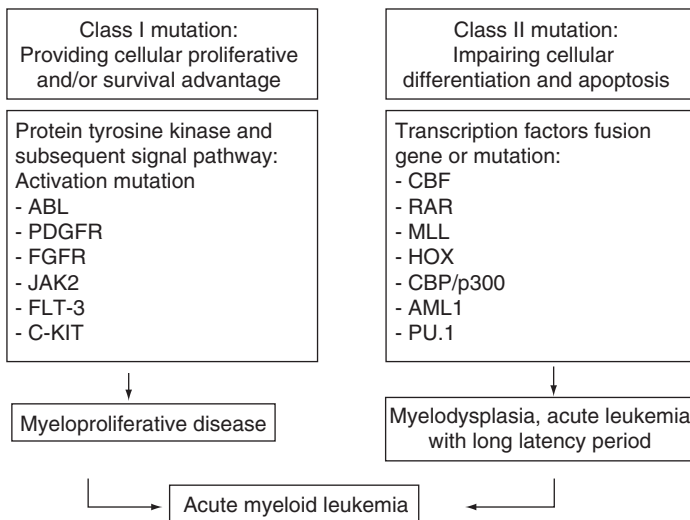 Class I mutation:
Providing cellular proliferative
and/or survival advantage
Class II mutation:
Impairing cellular
differentiation and apoptosis
Protein tyrosine kinase and
subsequent signal pathway:
Activation mutation
- ABL
- PDGFR
- FGFR
- JAK2
- FLT-3
- C-KIT
Transcription factors fusion
gene or mutation:
- CBF
- RAR
- MLL
- HOX
- CBP/p300
- AML1
- PU.1
Myeloproliferative disease
Myelodysplasia, acute leukemia
with long latency period
Acute myeloid leukemia